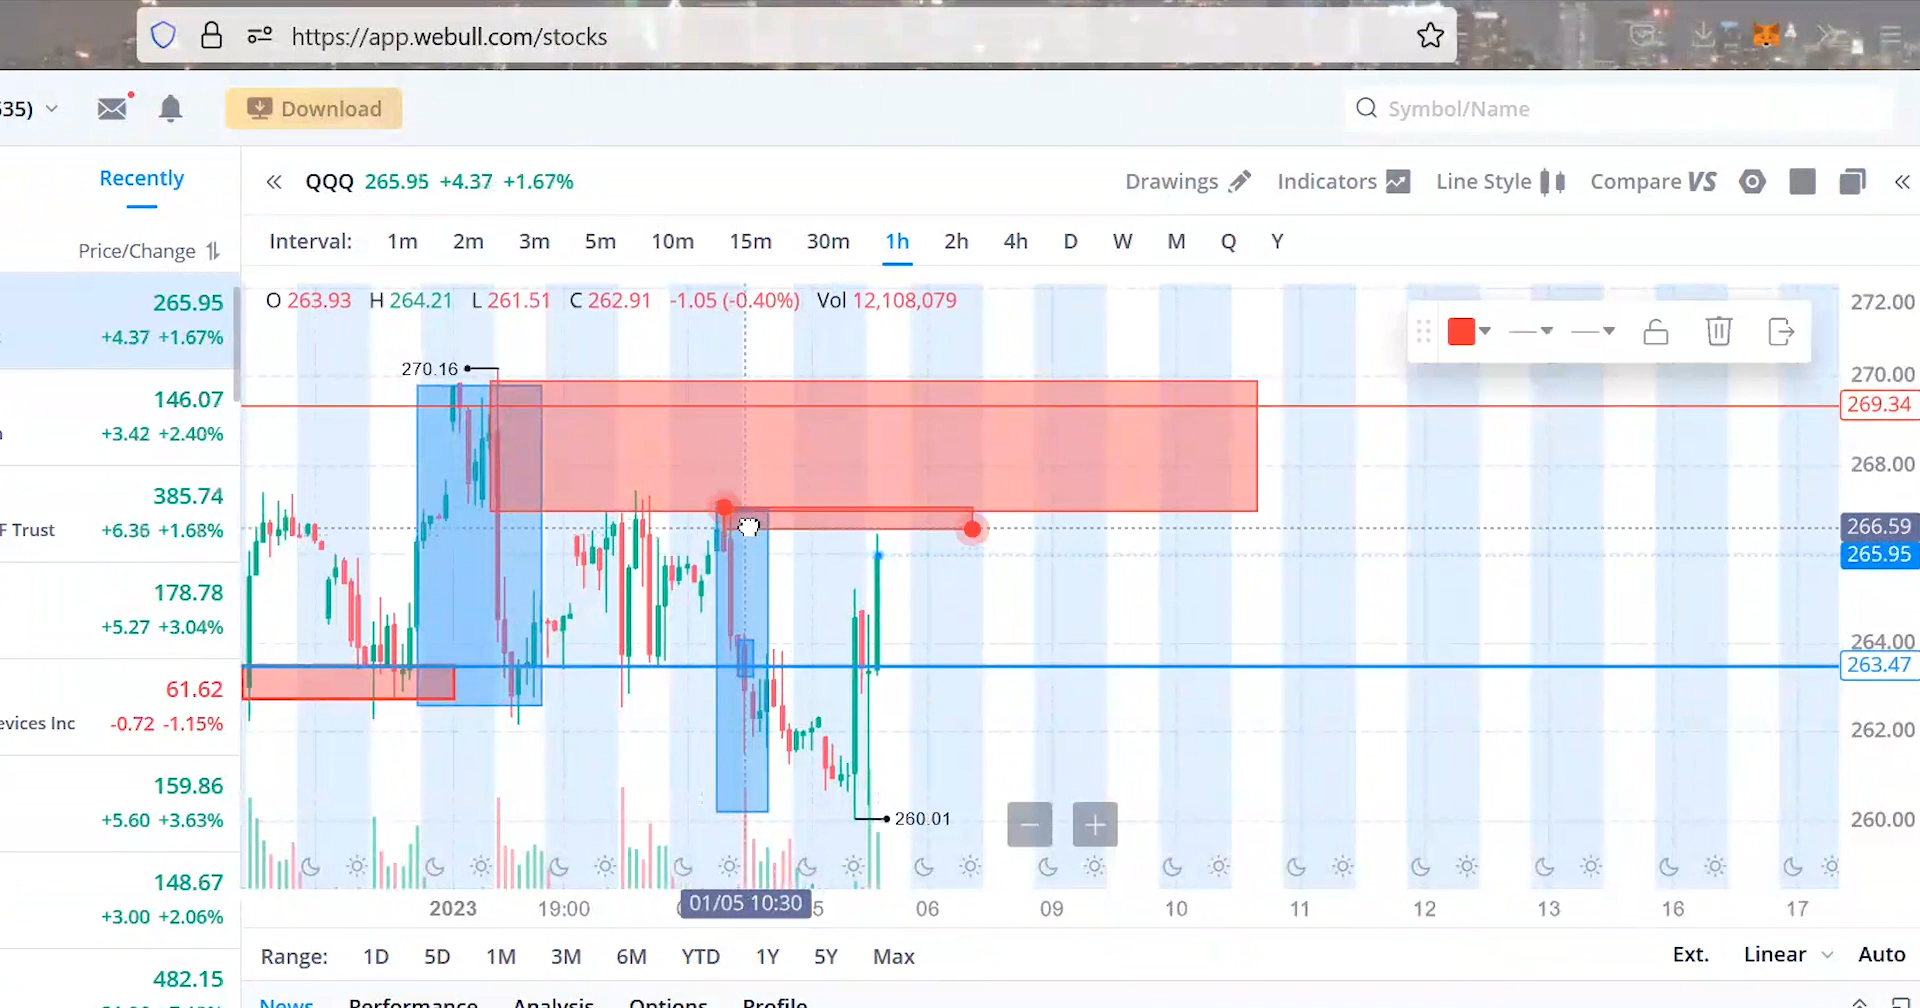 https://app.webull.com/stocks
535)
Download
Symbol/Name
Recently
QQQ 265.95 +4.37 +1.67%
Drawings
Indicators
Line Style
Compare VS
Price/Change
Interval: 1m 2m 3m 5m 10m 15m 30m 1h 2h 4h D W M Q Y
O 263.93 H 264.21 L 261.51 C 262.91 -1.05 (-0.40%) Vol 12,108,079
265.95
+4.37 +1.67%
146.07
+3.42 +2.40%
385.74
F Trust
+6.36 +1.68%
178.78
+5.27 +3.04%
61.62
evices Inc
-0.72 -1.15%
159.86
+5.60 +3.63%
148.67
+3.00 +2.06%
482.15
270.16
260.01
272.00
270.00
269.34
268.00
266.59
265.95
264.00
263.47
262.00
260.00
2023 19:00 01/05 10:30 5 06 09 10 11 12 13 16 17
Range: 1D 5D 1M 3M 6M YTD 1Y 5Y Max
Ext. Linear Auto
News Performance Analysis Options Profile